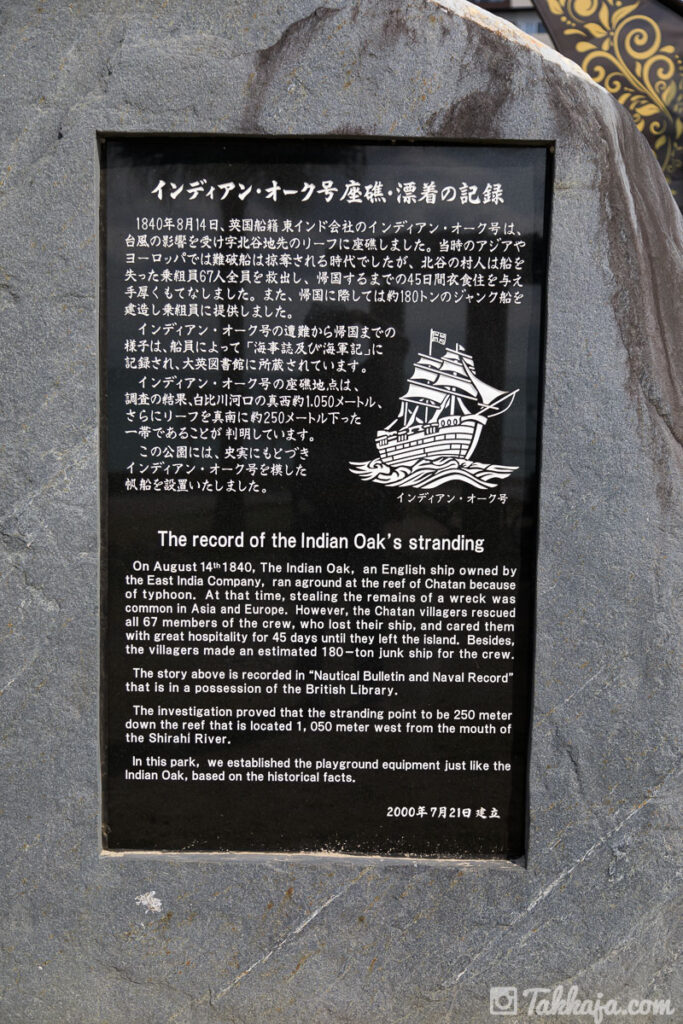 インディアン・オーク号座礁・漂着の記録
1840年8月14日、英国船籍東インド会社のインディアン・オーク号は、
台風の影響を受け字北谷地先のリーフに座礁しました。当時のアジアや
ヨーロッパでは難破船は掠奪される時代でしたが、北谷の村人は船を
失った乗組員67人全員を救出し、帰国するまでの45日間衣食住を与え
手厚くもてなしました。また、帰国に際しては約180トンのジャンク船を
建造し乗組員に提供しました。
インディアン・オーク号の遭難から帰国までの
様子は、船員によって「海事誌及び海軍記」に
記録され、大英図書館に所蔵されています。
インディアン・オーク号の座礁地点は、
調査の結果、白比川河口の真西約1.050メートル、
さらにリーフを真南に約250メートル下った
一帯であることが判明しています。
この公園には、史実にもとづき
インディアン・オーク号を模した
帆船を設置いたしました。
インディアン・オーク号
The record of the Indian Oak's stranding
On August 14th 1840, The Indian Oak, an English ship owned by
the East India Company, ran aground at the reef of Chatan because
of typhoon. At that time, stealing the remains of a wreck was
common in Asia and Europe. However, the Chatan villagers rescued
all 67 members of the crew, who lost their ship, and cared them
with great hospitality for 45 days until they left the island. Besides,
the villagers made an estimated 180-ton junk ship for the crew.
The story above is recorded in "Nautical Bulletin and Naval Record"
that is in a possession of the British Library.
The investigation proved that the stranding point to be 250 meter
down the reef that is located 1, 050 meter west from the mouth of
the Shirahi River.
In this park, we established the playground equipment just like the
Indian Oak, based on the historical facts.
2000年7月21日建立
Takkaja.com